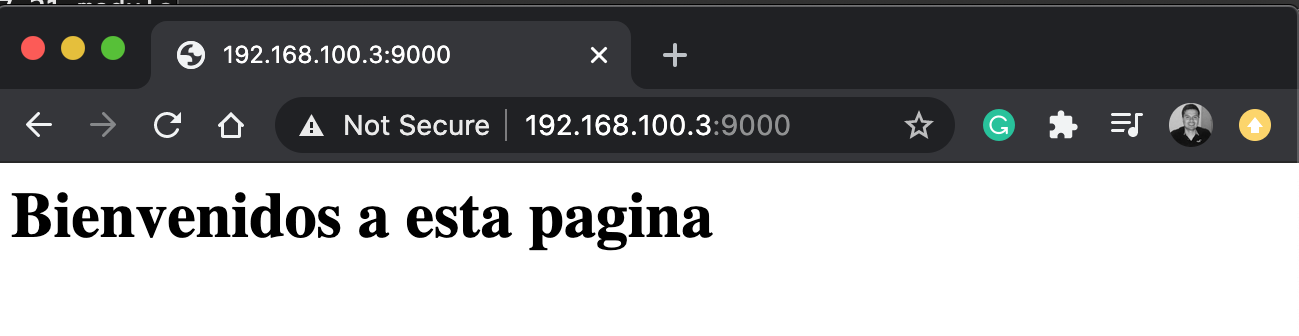 192.168.100.3:9000
Not Secure 192.168.100.3:9000
Bienvenidos a esta pagina